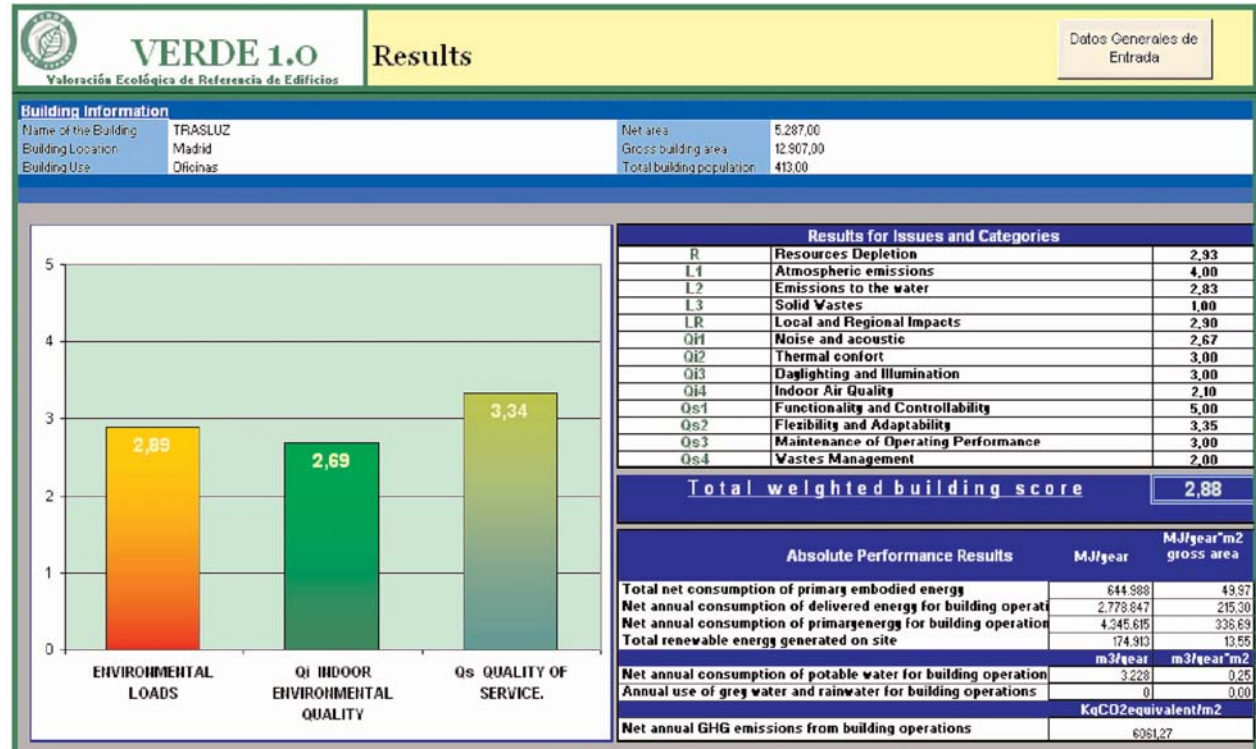 VERDE 1.0
Valoración Ecológica de Referencia de Edificios
Results
Datos Generales de
Entrada
Building Information
Name of the Building TRASLUZ
Building Location Madrid
Building Use Oficinas
Net area 5.287,00
Gross building area 12.907,00
Total building population 413,00
5
4
3
2
1
0
2,89
2,69
3,34
ENVIRONMENTAL
LOADS
Qi INDOOR
ENVIRONMENTAL
QUALITY
Qs QUALITY OF
SERVICE.
Results for Issues and Categories
R Resources Depletion 2,93
L1 Atmospheric emissions 4,00
L2 Emissions to the water 2,83
L3 Solid Wastes 1,00
LR Local and Regional Impacts 2,90
Qi1 Noise and acoustic 2,67
Qi2 Thermal confort 3,00
Qi3 Daylighting and Illumination 3,00
Qi4 Indoor Air Quality 2,10
Qs1 Functionality and Controllability 5,00
Qs2 Flexibility and Adaptability 3,35
Qs3 Maintenance of Operating Performance 3,00
Qs4 Wastes Management 2,00
Total weighted building score 2,88
Absolute Performance Results MJ/year MJ/year*m2
gross area
Total net consumption of primary embodied energy 644.988 49,97
Net annual consumption of delivered energy for building operati 2.778.847 215,30
Net annual consumption of primaryenergy for building operation 4.345.615 336,69
Total renewable energy generated on site 174.913 13,55
m3/year m3/year*m2
Net annual consumption of potable water for building operation 3.228 0,25
Annual use of grey water and rainwater for building operations 0 0,00
KgCO2equivalent/m2
Net annual GHG emissions from building operations 6061,27